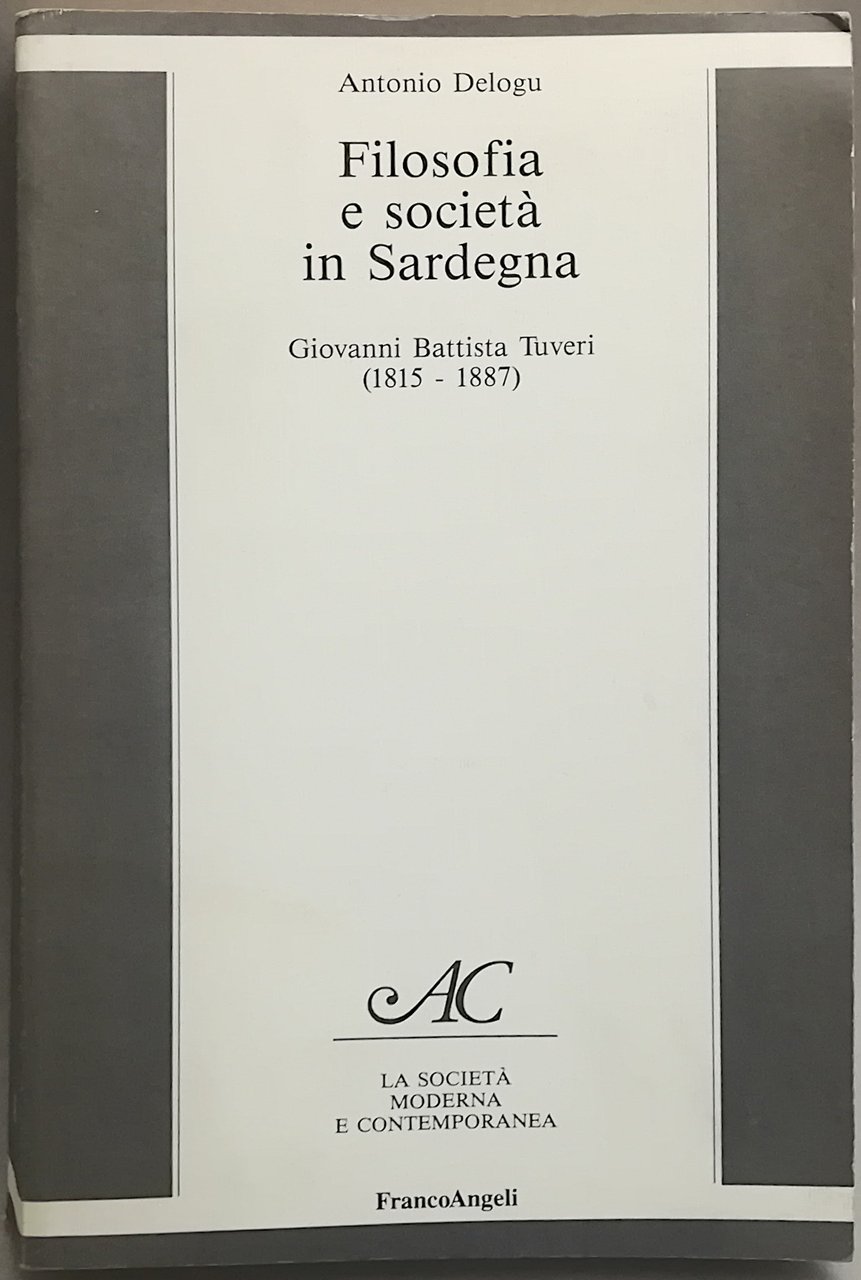 Antonio Delogu
Filosofia
e società
in Sardegna
Giovanni Battista Tuveri
(1815 - 1887)
AC
LA SOCIETÀ
MODERNA
E CONTEMPORANEA
FrancoAngeli